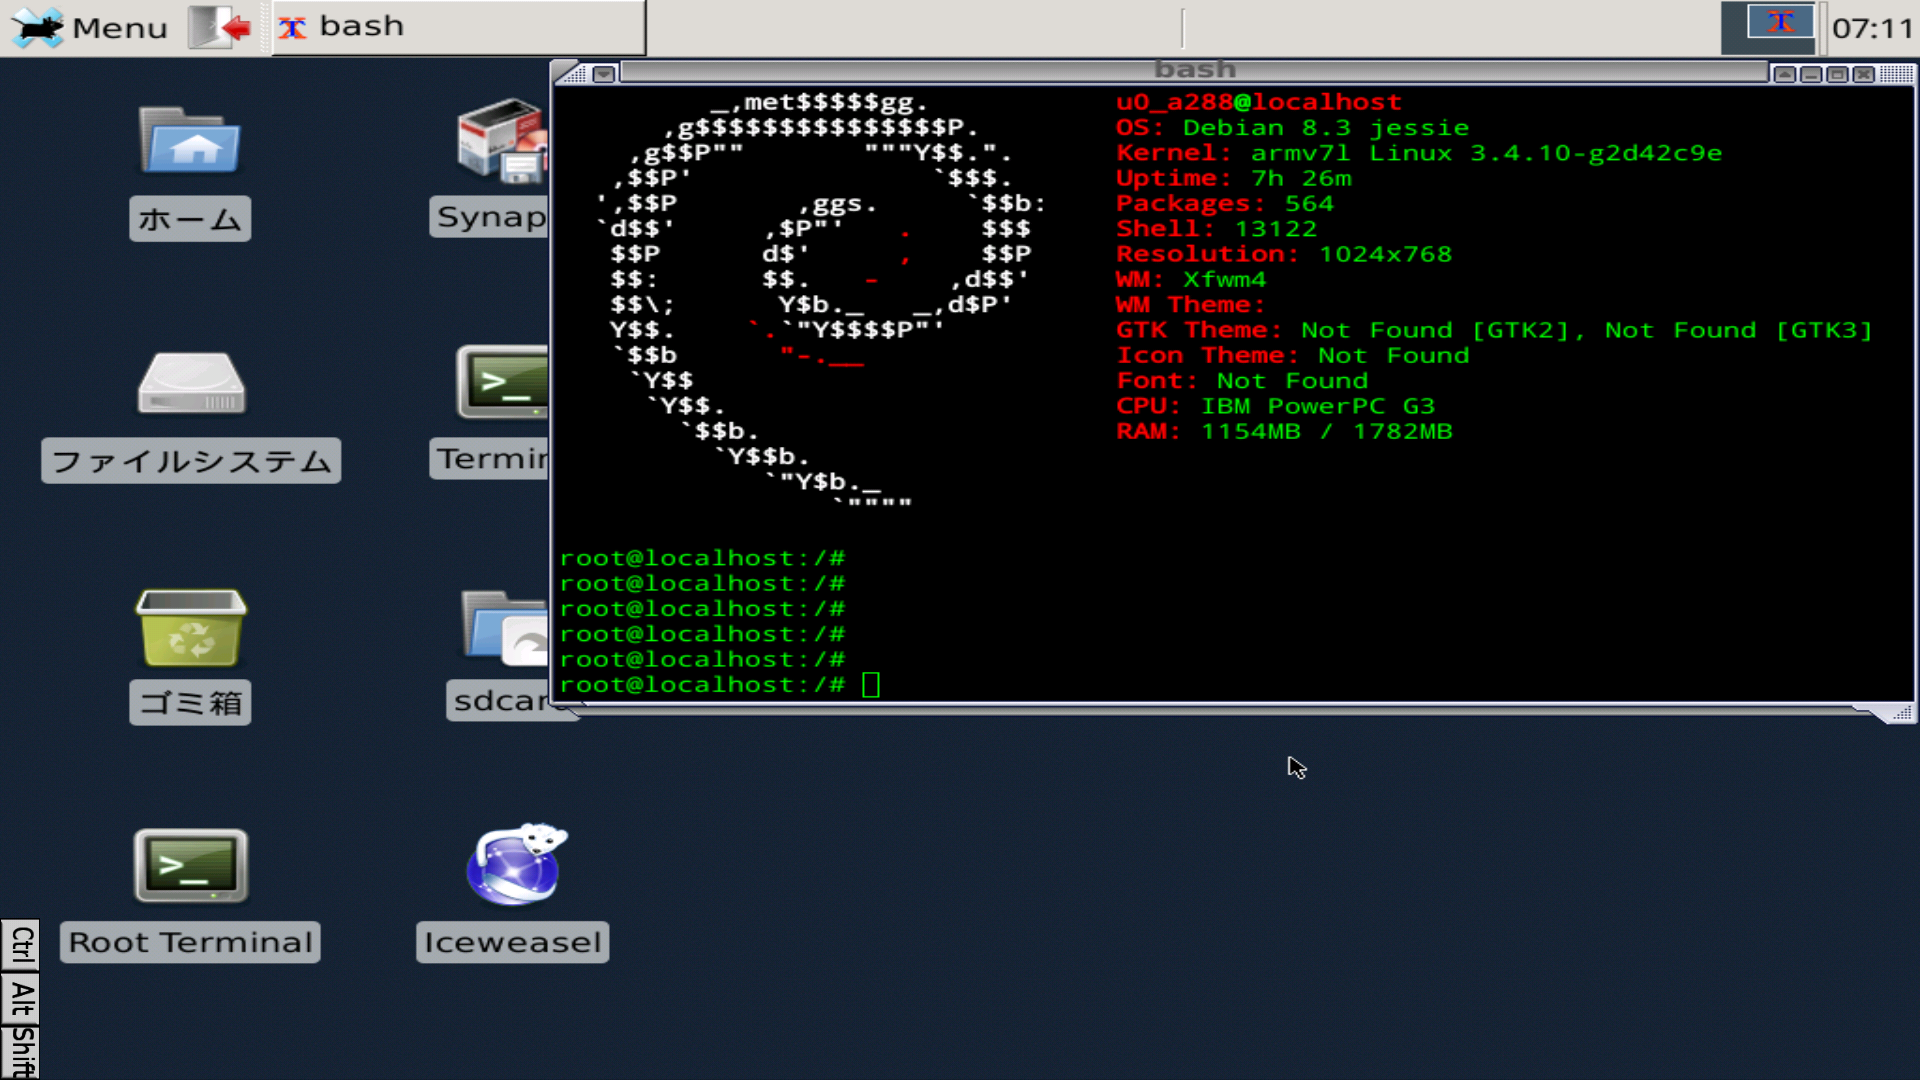 Menu
bash
07:11
bash
_,met$$$$$gg.
,g$$$$$$$$$$$$$$$P.
,g$$P""       """Y$$.".
,$$P'              `$$$.
',$$P       ,ggs.     `$$b:
`d$$'     ,$P"'   .    $$$
$$P      d$'     ,    $$P
$$:      $$.   -    ,d$$'
$$\;      Y$b._   _,d$P'
Y$$.    `.`"Y$$$$P"'
`$$b      "-.__
`Y$$
`Y$$.
`$$b.
`Y$$b.
`"Y$b._
`""""
u0_a288@localhost
OS: Debian 8.3 jessie
Kernel: armv7l Linux 3.4.10-g2d42c9e
Uptime: 7h 26m
Packages: 564
Shell: 13122
Resolution: 1024x768
WM: Xfwm4
WM Theme:
GTK Theme: Not Found [GTK2], Not Found [GTK3]
Icon Theme: Not Found
Font: Not Found
CPU: IBM PowerPC G3
RAM: 1154MB / 1782MB
root@localhost:/#
root@localhost:/#
root@localhost:/#
root@localhost:/#
root@localhost:/#
root@localhost:/#
ホーム
Synap
ファイルシステム
Termin
ゴミ箱
sdcar
Root Terminal
Iceweasel
Ctrl
Alt
Shift